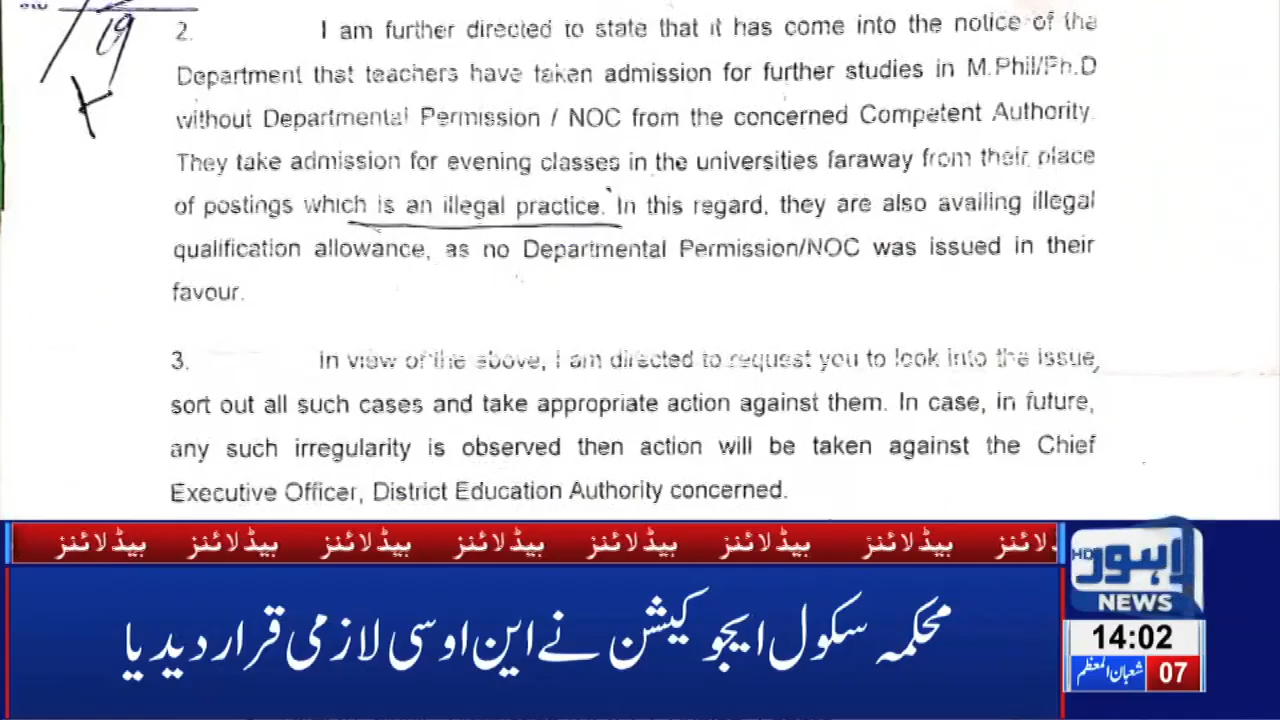 19
2. I am further directed to state that it has come into the notice of the
Department that teachers have taken admission for further studies in M.Phil/Ph.D
without Departmental Permission / NOC from the concerned Competent Authority.
They take admission for evening classes in the universities faraway from their place
of postings which is an illegal practice. In this regard, they are also availing illegal
qualification allowance, as no Departmental Permission/NOC was issued in their
favour.
3. In view of the above, I am directed to request you to look into the issue,
sort out all such cases and take appropriate action against them. In case, in future,
any such irregularity is observed then action will be taken against the Chief
Executive Officer, District Education Authority concerned.
ہیڈلائنز ہیڈلائنز ہیڈلائنز ہیڈلائنز ہیڈلائنز ہیڈلائنز ہیڈلائنز
محکمہ سکول ایجوکیشن نے این او سی لازمی قرار دیدیا
لاہور HD
NEWS
14:02
07 شعبان المعظم